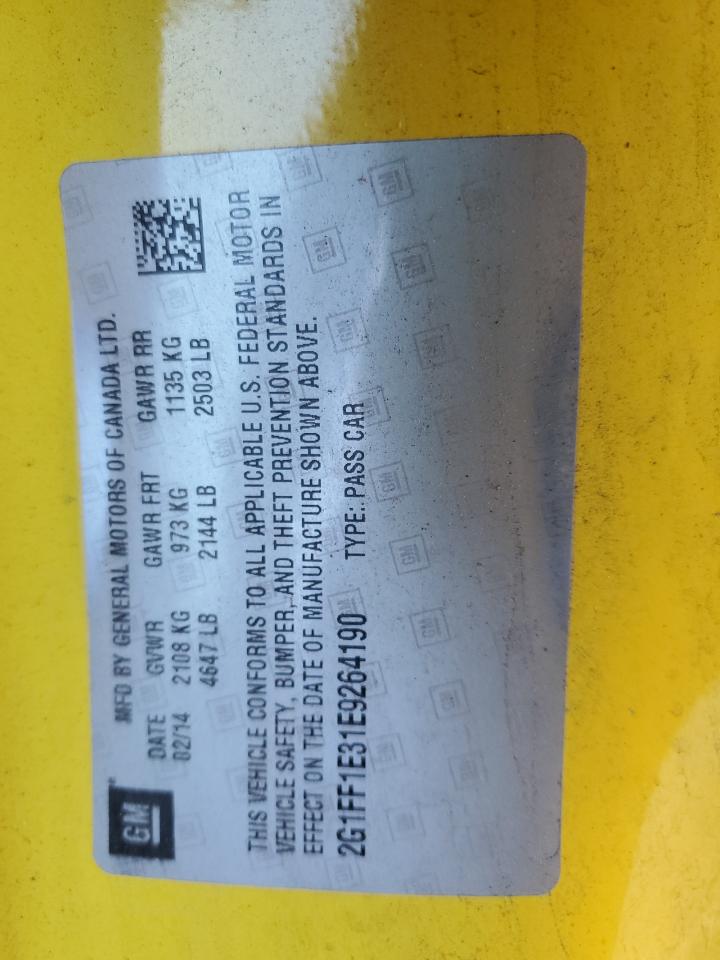 GM
MFD BY GENERAL MOTORS OF CANADA LTD.
DATE GVWR GAWR FRT GAWR RR
02/14 2108 KG 973 KG 1135 KG
4647 LB 2144 LB 2503 LB
THIS VEHICLE CONFORMS TO ALL APPLICABLE U.S. FEDERAL MOTOR
VEHICLE SAFETY, BUMPER, AND THEFT PREVENTION STANDARDS IN
EFFECT ON THE DATE OF MANUFACTURE SHOWN ABOVE.
2G1FF1E31E9264190 TYPE: PASS CAR